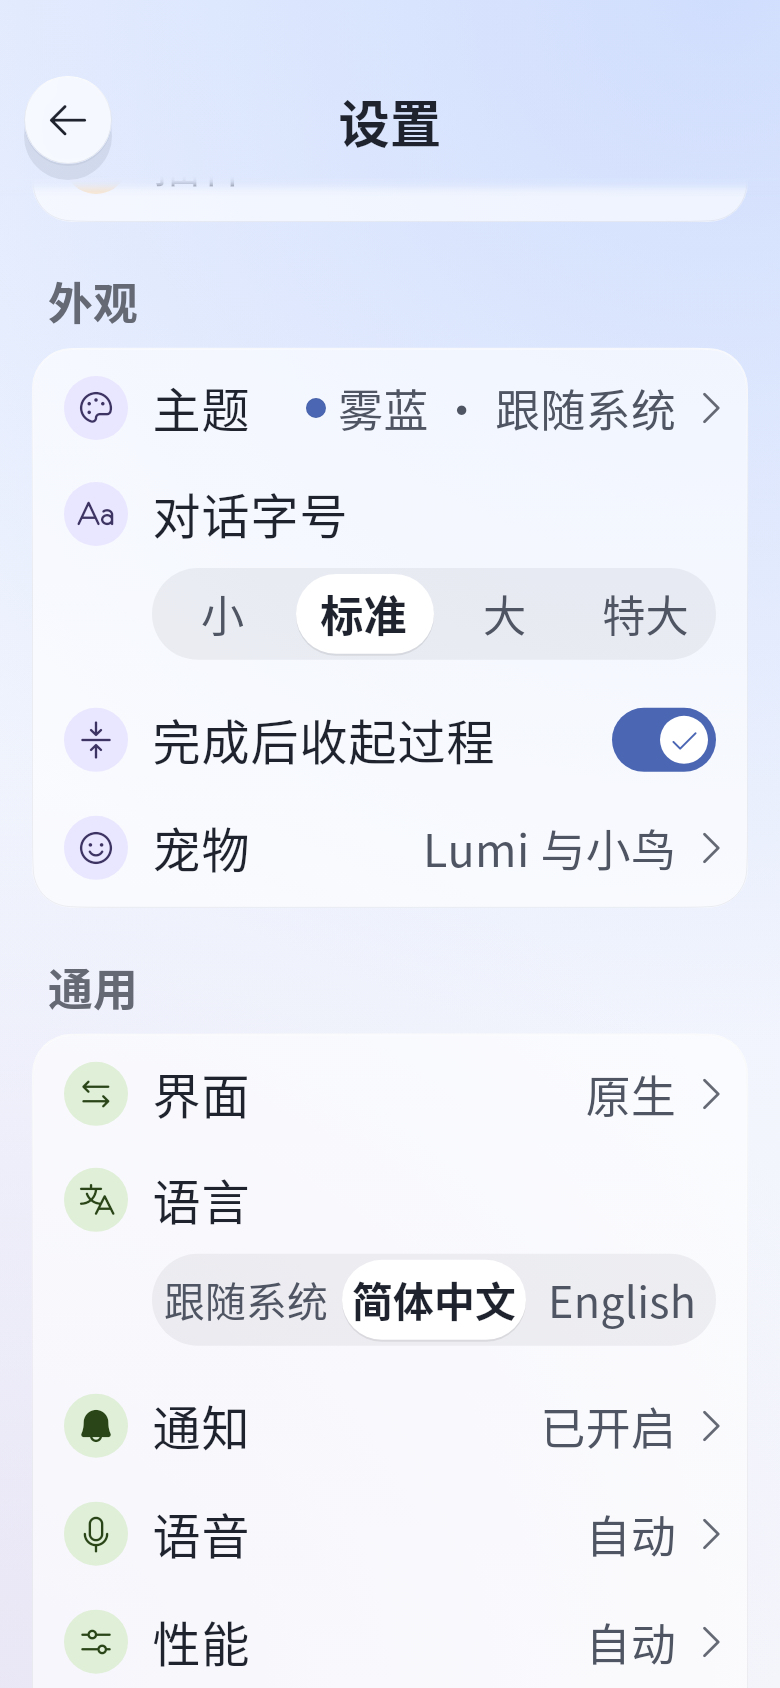 设置
外观
主题 雾蓝 · 跟随系统
Aa 对话字号
小 标准 大 特大
完成后收起过程
宠物 Lumi 与小鸟
通用
界面 原生
文A 语言
跟随系统 简体中文 English
通知 已开启
语音 自动
性能 自动